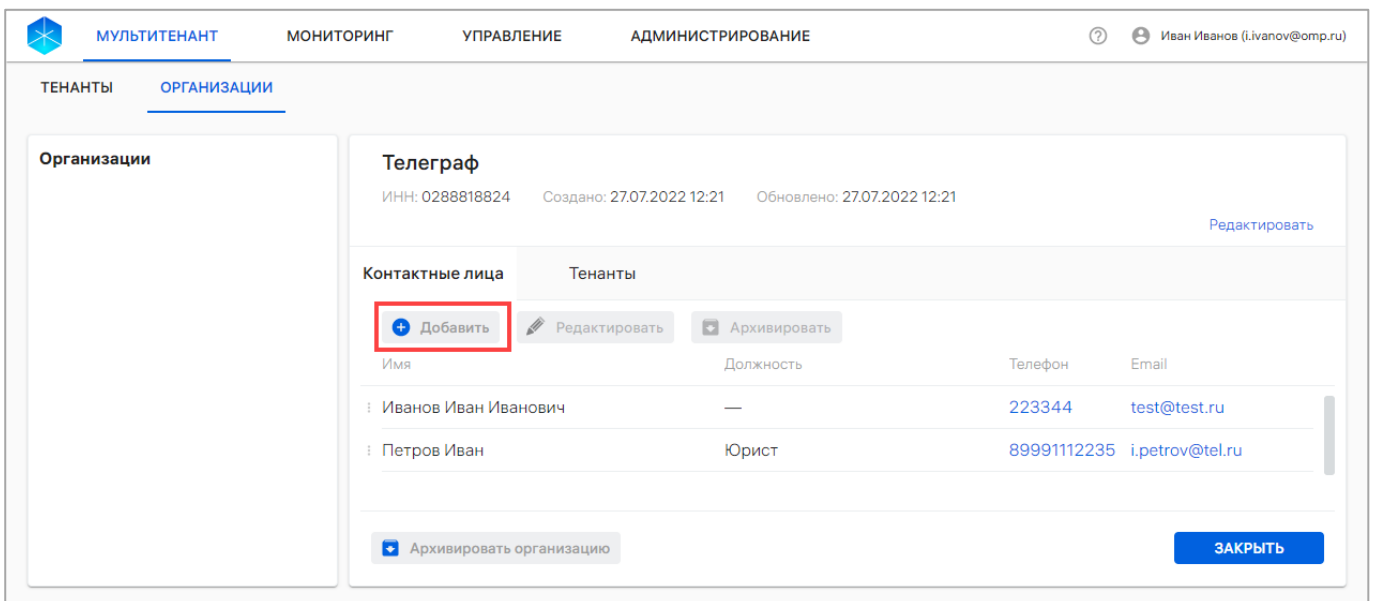 МУЛЬТИТЕНАНТ МОНИТОРИНГ УПРАВЛЕНИЕ АДМИНИСТРИРОВАНИЕ ? Иван Иванов (i.ivanov@omp.ru)
ТЕНАНТЫ ОРГАНИЗАЦИИ
Организации
Телеграф
ИНН: 0288818824 Создано: 27.07.2022 12:21 Обновлено: 27.07.2022 12:21
Редактировать
Контактные лица Тенанты
Добавить Редактировать Архивировать
Имя Должность Телефон Email
Иванов Иван Иванович — 223344 test@test.ru
Петров Иван Юрист 89991112235 i.petrov@tel.ru
Архивировать организацию ЗАКРЫТЬ